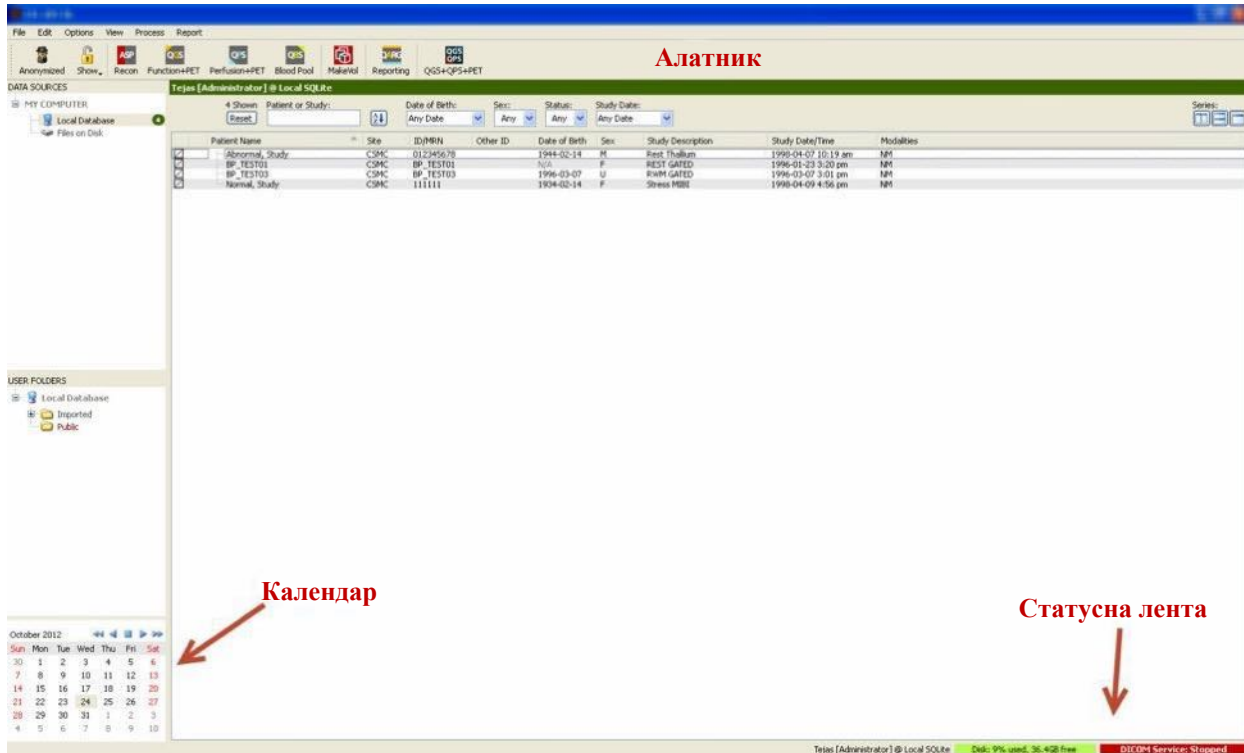 File Edit Options View Process Report
Алатник
ASP QGS QPS QBS QARG QGS QPS
Anonymized Show Recon Function+PET Perfusion+PET Blood Pool MakeVol Reporting QGS+QPS+PET
DATA SOURCES
Tejas [Administrator] @ Local SQLite
MY COMPUTER
Local Database 4
Files on Disk
4 Shown Patient or Study: Date of Birth: Sex: Status: Study Date: Series:
Reset Any Date Any Any Any Date
Patient Name Site ID/MRN Other ID Date of Birth Sex Study Description Study Date/Time Modalities
Abnormal, Study CSMC 012345678 1944-02-14 M Rest Thallium 1998-04-07 10:19 am NM
BP_TEST01 CSMC BP_TEST01 N/A F REST GATED 1996-01-23 3:20 pm NM
BP_TEST03 CSMC BP_TEST03 1996-03-07 U RWM GATED 1996-03-07 3:01 pm NM
Normal, Study CSMC 111111 1934-02-14 F Stress MIBI 1998-04-09 4:56 pm NM
USER FOLDERS
Local Database
Imported
Public
Календар
Статусна лента
October 2012
Sun Mon Tue Wed Thu Fri Sat
30 1 2 3 4 5 6
7 8 9 10 11 12 13
14 15 16 17 18 19 20
21 22 23 24 25 26 27
28 29 30 31 1 2 3
4 5 6 7 8 9 10
Tejas [Administrator] @ Local SQLite Disk: 9% used, 36.4GB free DICOM Service: Stopped